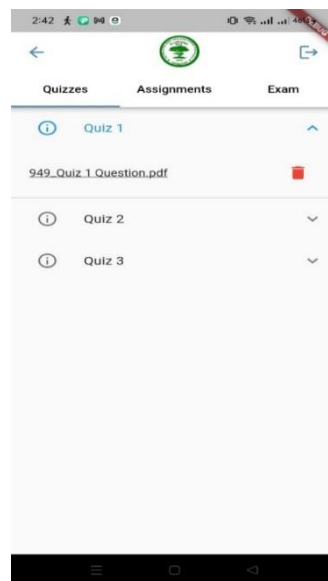 2:42
Quizzes Assignments Exam
Quiz 1
949_Quiz 1 Question.pdf
Quiz 2
Quiz 3